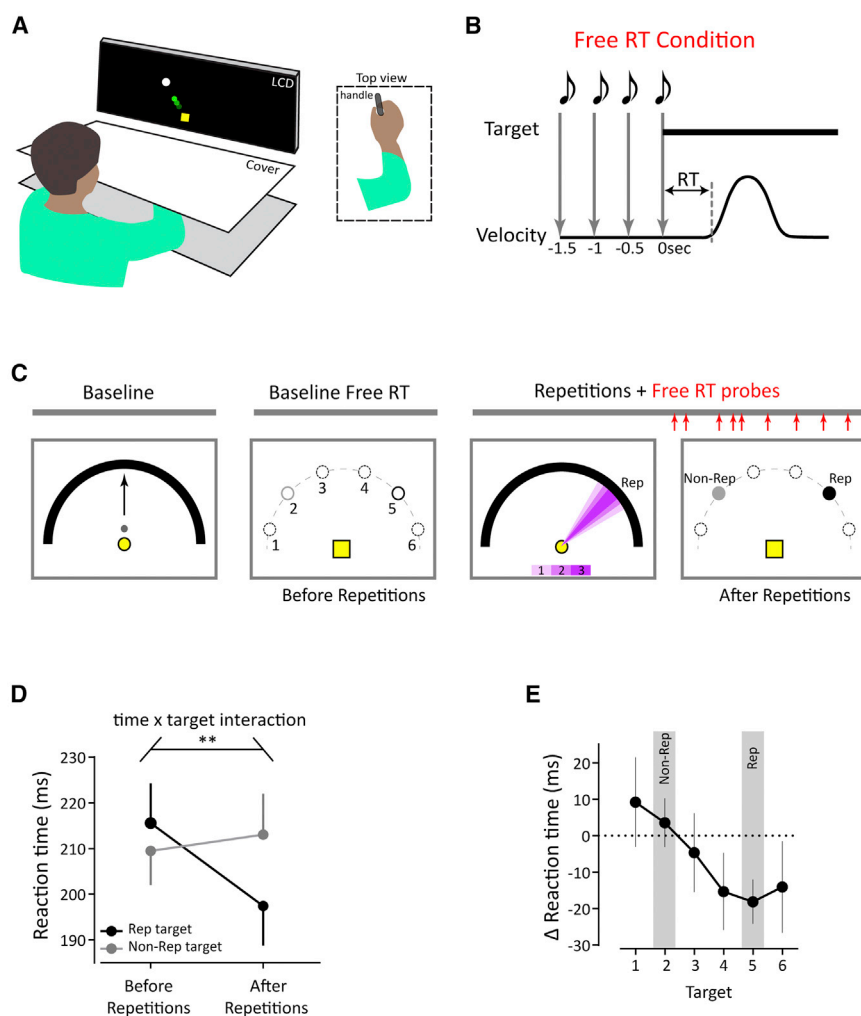 A
LCD
Cover
Top view
handle
B
Free RT Condition
Target
RT
Velocity
-1.5 -1 -0.5 0sec
C
Baseline
Baseline Free RT
Repetitions + Free RT probes
1 2 3 4 5 6
Before Repetitions
Rep
1 2 3
Non-Rep
Rep
After Repetitions
D
time x target interaction
**
Reaction time (ms)
230
220
210
200
190
Rep target
Non-Rep target
Before
Repetitions
After
Repetitions
E
Non-Rep
Rep
Δ Reaction time (ms)
20
10
0
-10
-20
-30
1 2 3 4 5 6
Target